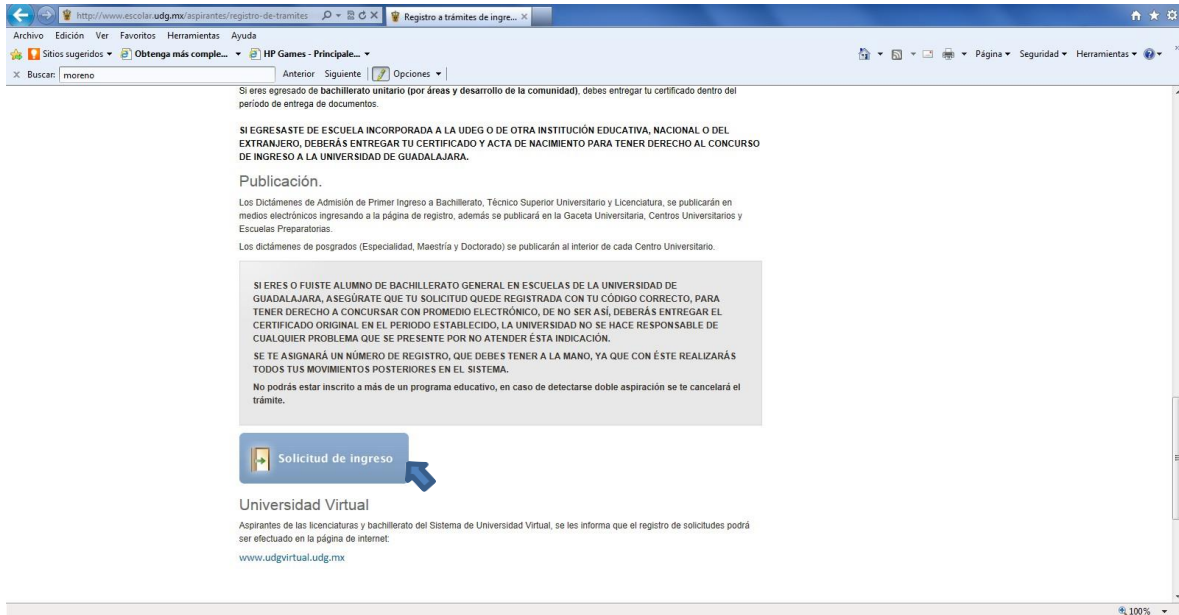 http://www.escolar.udg.mx/aspirantes/registro-de-tramites
Registro a trámites de ingre...
Archivo Edición Ver Favoritos Herramientas Ayuda
Sitios sugeridos Obtenga más comple... HP Games - Principale... Página Seguridad Herramientas
Buscar: moreno Anterior Siguiente Opciones
Si eres egresado de bachillerato unitario (por áreas y desarrollo de la comunidad), debes entregar tu certificado dentro del
período de entrega de documentos.
SI EGRESASTE DE ESCUELA INCORPORADA A LA UDEG O DE OTRA INSTITUCIÓN EDUCATIVA, NACIONAL O DEL
EXTRANJERO, DEBERÁS ENTREGAR TU CERTIFICADO Y ACTA DE NACIMIENTO PARA TENER DERECHO AL CONCURSO
DE INGRESO A LA UNIVERSIDAD DE GUADALAJARA.
Publicación.
Los Dictámenes de Admisión de Primer Ingreso a Bachillerato, Técnico Superior Universitario y Licenciatura, se publicarán en
medios electrónicos ingresando a la página de registro, además se publicará en la Gaceta Universitaria, Centros Universitarios y
Escuelas Preparatorias.
Los dictámenes de posgrados (Especialidad, Maestría y Doctorado) se publicarán al interior de cada Centro Universitario.
SI ERES O FUISTE ALUMNO DE BACHILLERATO GENERAL EN ESCUELAS DE LA UNIVERSIDAD DE
GUADALAJARA, ASEGÚRATE QUE TU SOLICITUD QUEDE REGISTRADA CON TU CÓDIGO CORRECTO, PARA
TENER DERECHO A CONCURSAR CON PROMEDIO ELECTRÓNICO, DE NO SER ASÍ, DEBERÁS ENTREGAR EL
CERTIFICADO ORIGINAL EN EL PERIODO ESTABLECIDO, LA UNIVERSIDAD NO SE HACE RESPONSABLE DE
CUALQUIER PROBLEMA QUE SE PRESENTE POR NO ATENDER ÉSTA INDICACIÓN.
SE TE ASIGNARÁ UN NÚMERO DE REGISTRO, QUE DEBES TENER A LA MANO, YA QUE CON ÉSTE REALIZARÁS
TODOS TUS MOVIMIENTOS POSTERIORES EN EL SISTEMA.
No podrás estar inscrito a más de un programa educativo, en caso de detectarse doble aspiración se te cancelará el
trámite.
Solicitud de ingreso
Universidad Virtual
Aspirantes de las licenciaturas y bachillerato del Sistema de Universidad Virtual, se les informa que el registro de solicitudes podrá
ser efectuado en la página de internet:
www.udgvirtual.udg.mx
100%